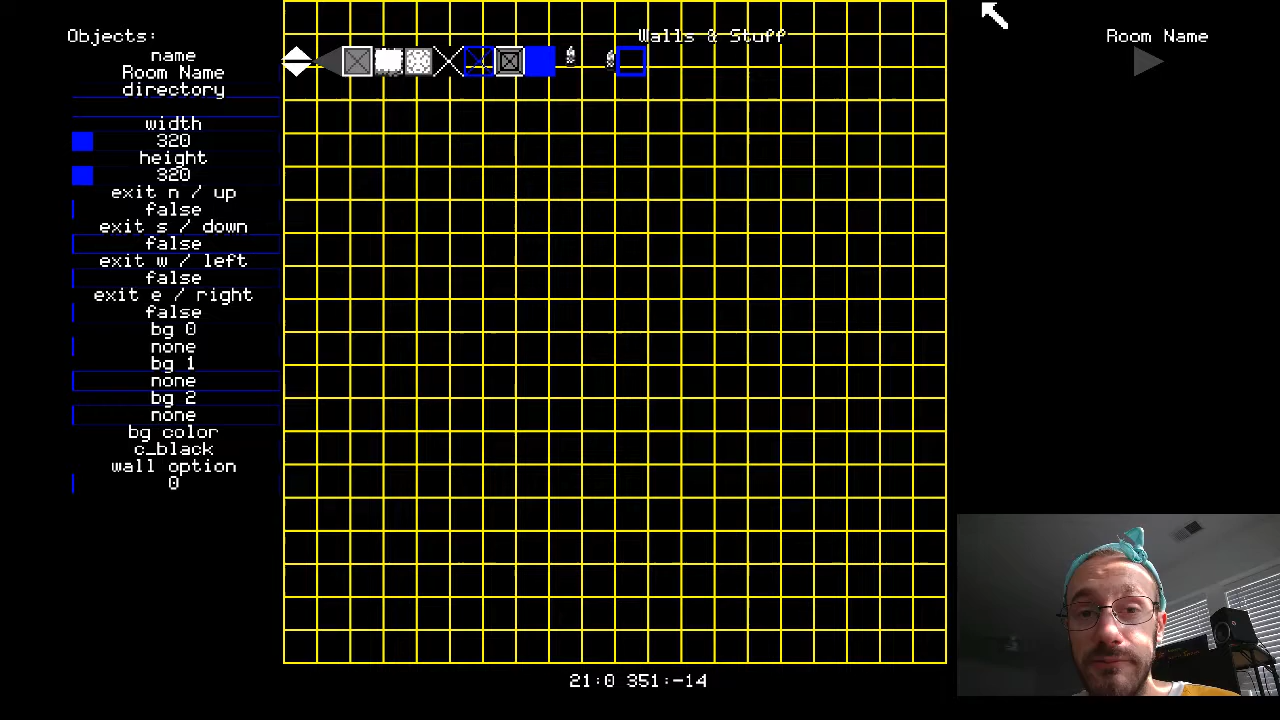 Objects:
name
Room Name
directory
width
320
height
320
exit n / up
false
exit s / down
false
exit w / left
false
exit e / right
false
bg 0
none
bg 1
none
bg 2
none
bg color
c_black
wall option
0
Walls & Stuff
Room Name
21:0 351:-14